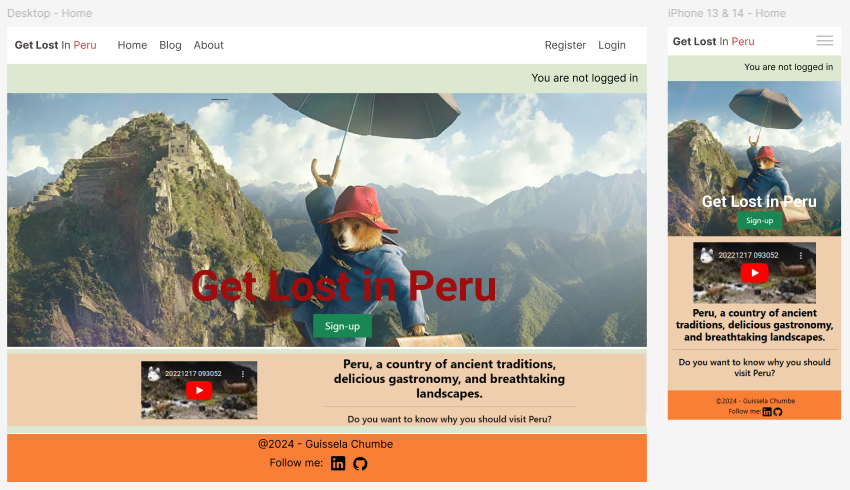 Desktop - Home
Get Lost In Peru Home Blog About Register Login
You are not logged in
Get Lost in Peru
Sign-up
20221217 093052
Peru, a country of ancient traditions,
delicious gastronomy, and breathtaking
landscapes.
Do you want to know why you should visit Peru?
@2024 - Guissela Chumbe
Follow me:
iPhone 13 & 14 - Home
Get Lost In Peru
You are not logged in
Get Lost in Peru
Sign-up
20221217 093052
Peru, a country of ancient
traditions, delicious gastronomy,
and breathtaking landscapes.
Do you want to know why you should
visit Peru?
©2024 - Guissela Chumbe
Follow me: